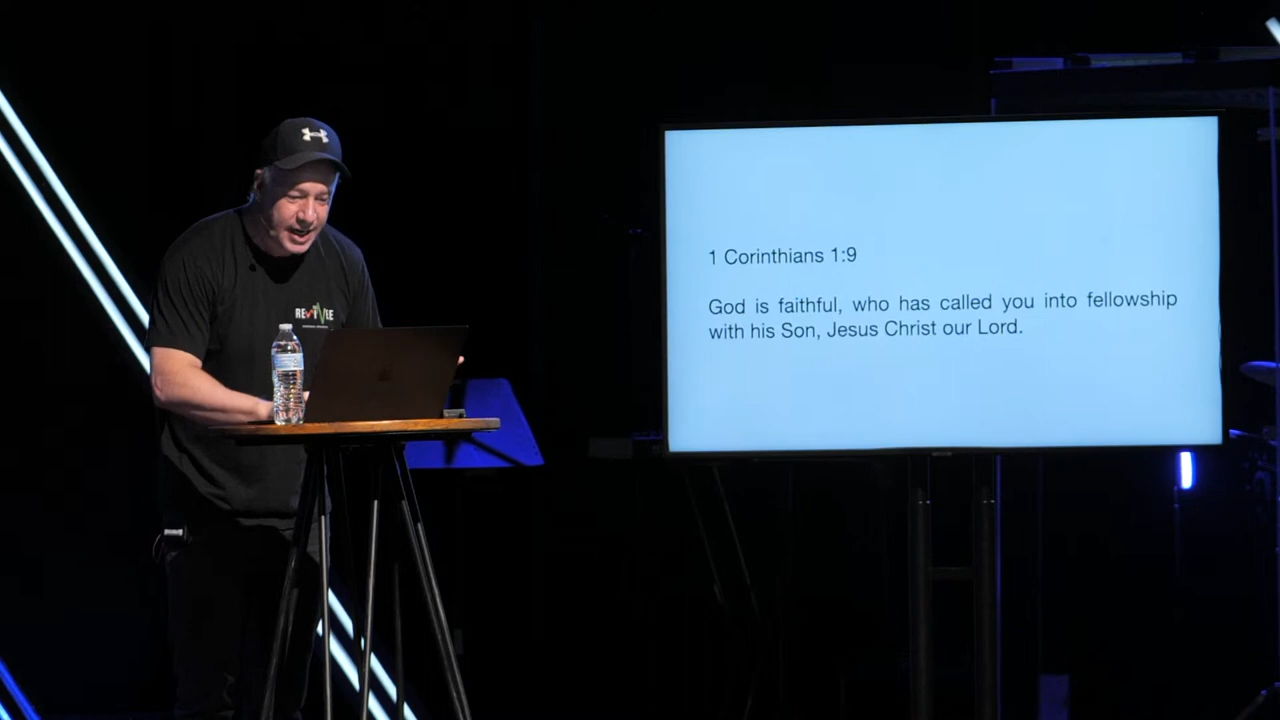 1 Corinthians 1:9
God is faithful, who has called you into fellowship
with his Son, Jesus Christ our Lord.
REVIVEE